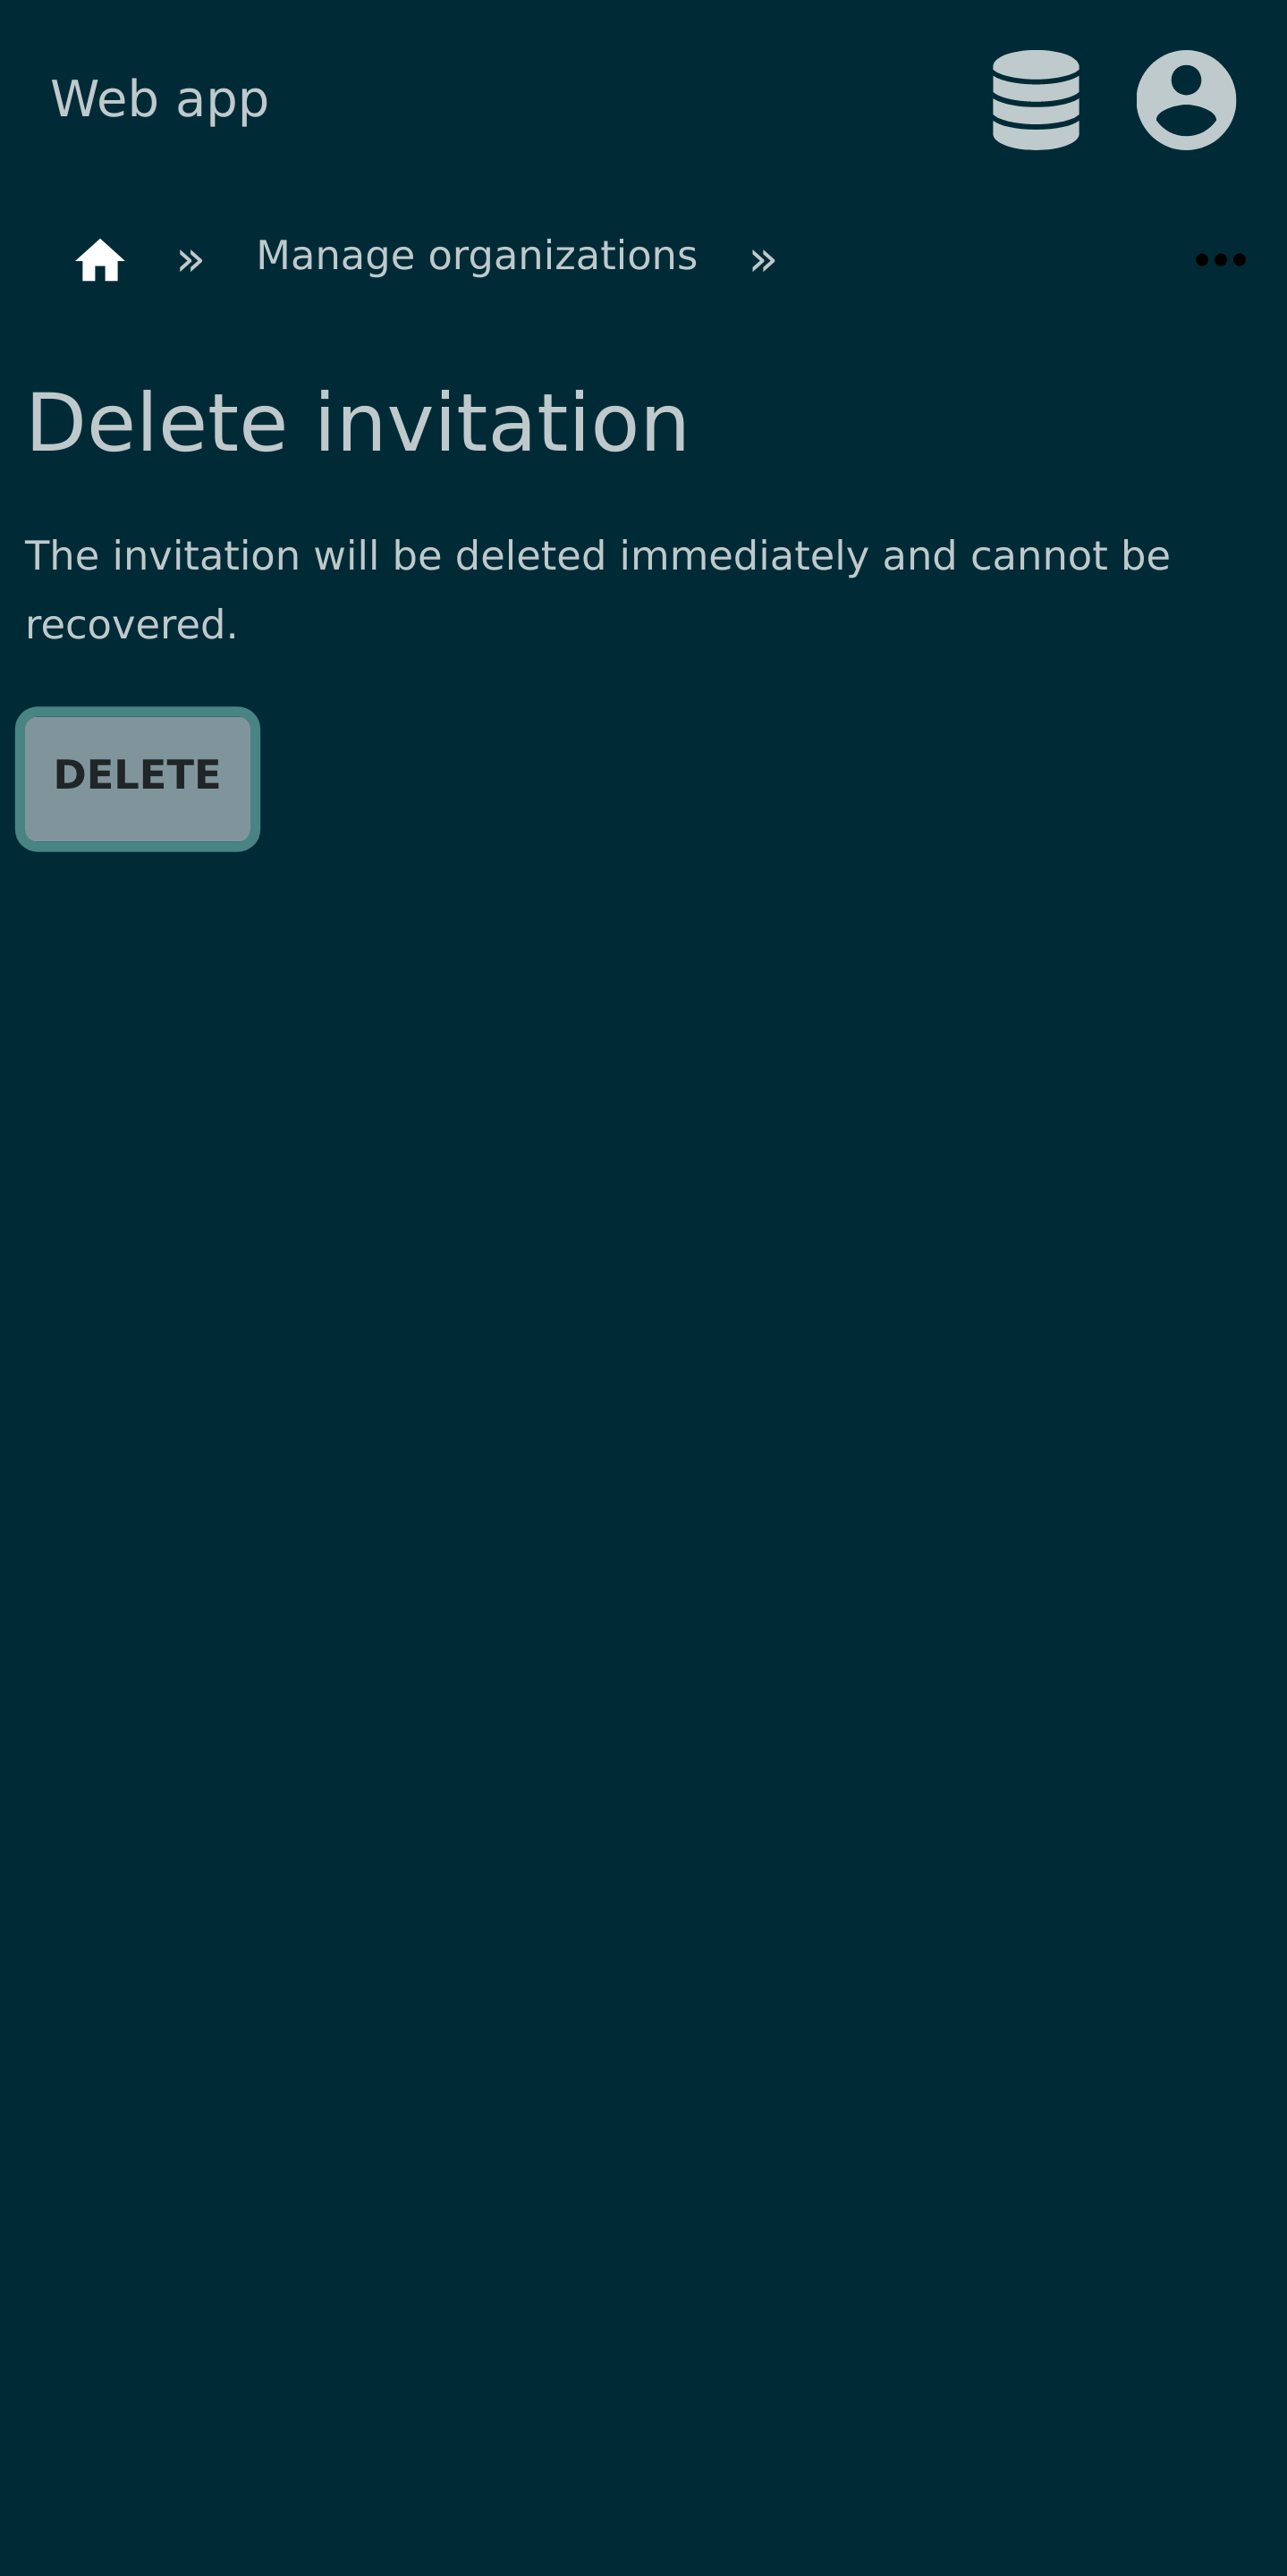 Web app
» Manage organizations »
Delete invitation
The invitation will be deleted immediately and cannot be
recovered.
DELETE